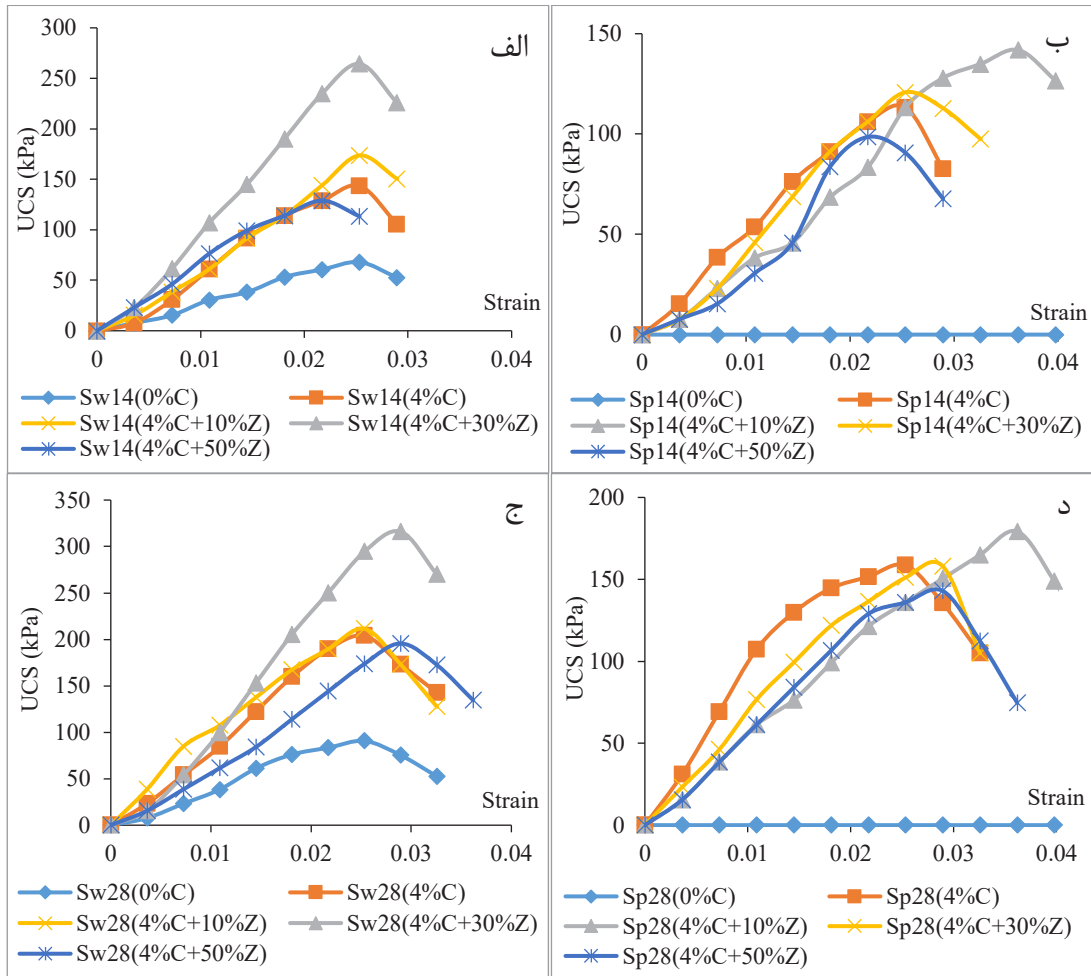 الف
UCS (kPa)
300
250
200
150
100
50
0
Strain
0 0.01 0.02 0.03 0.04
Sw14(0%C) Sw14(4%C)
Sw14(4%C+10%Z) Sw14(4%C+30%Z)
Sw14(4%C+50%Z)
ب
UCS (kPa)
150
100
50
0
Strain
0 0.01 0.02 0.03 0.04
Sp14(0%C) Sp14(4%C)
Sp14(4%C+10%Z) Sp14(4%C+30%Z)
Sp14(4%C+50%Z)
ج
UCS (kPa)
350
300
250
200
150
100
50
0
Strain
0 0.01 0.02 0.03 0.04
Sw28(0%C) Sw28(4%C)
Sw28(4%C+10%Z) Sw28(4%C+30%Z)
Sw28(4%C+50%Z)
د
UCS (kPa)
200
150
100
50
0
Strain
0 0.01 0.02 0.03 0.04
Sp28(0%C) Sp28(4%C)
Sp28(4%C+10%Z) Sp28(4%C+30%Z)
Sp28(4%C+50%Z)